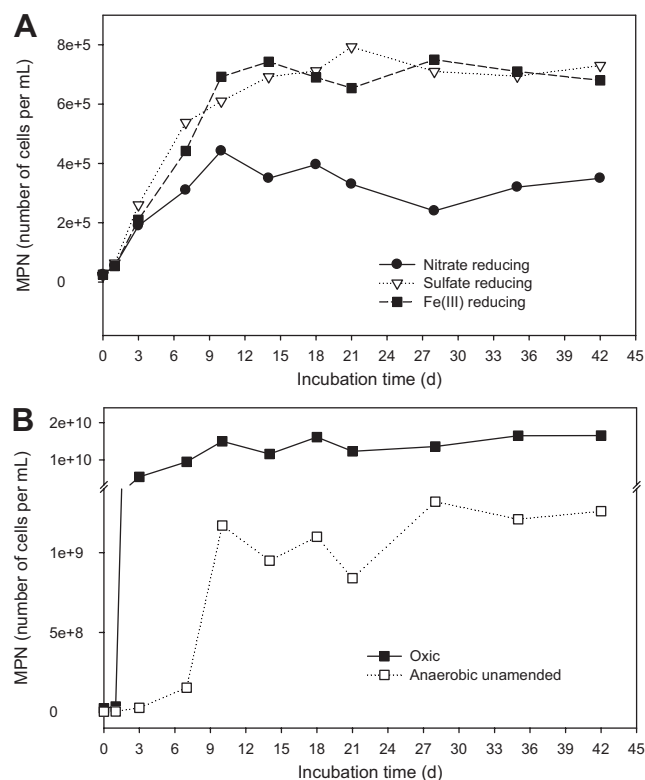 A
MPN (number of cells per mL)
8e+5
6e+5
4e+5
2e+5
0
Nitrate reducing
Sulfate reducing
Fe(III) reducing
0 3 6 9 12 15 18 21 24 27 30 33 36 39 42 45
Incubation time (d)
B
MPN (number of cells per mL)
2e+10
1e+10
1e+9
5e+8
0
Oxic
Anaerobic unamended
0 3 6 9 12 15 18 21 24 27 30 33 36 39 42 45
Incubation time (d)